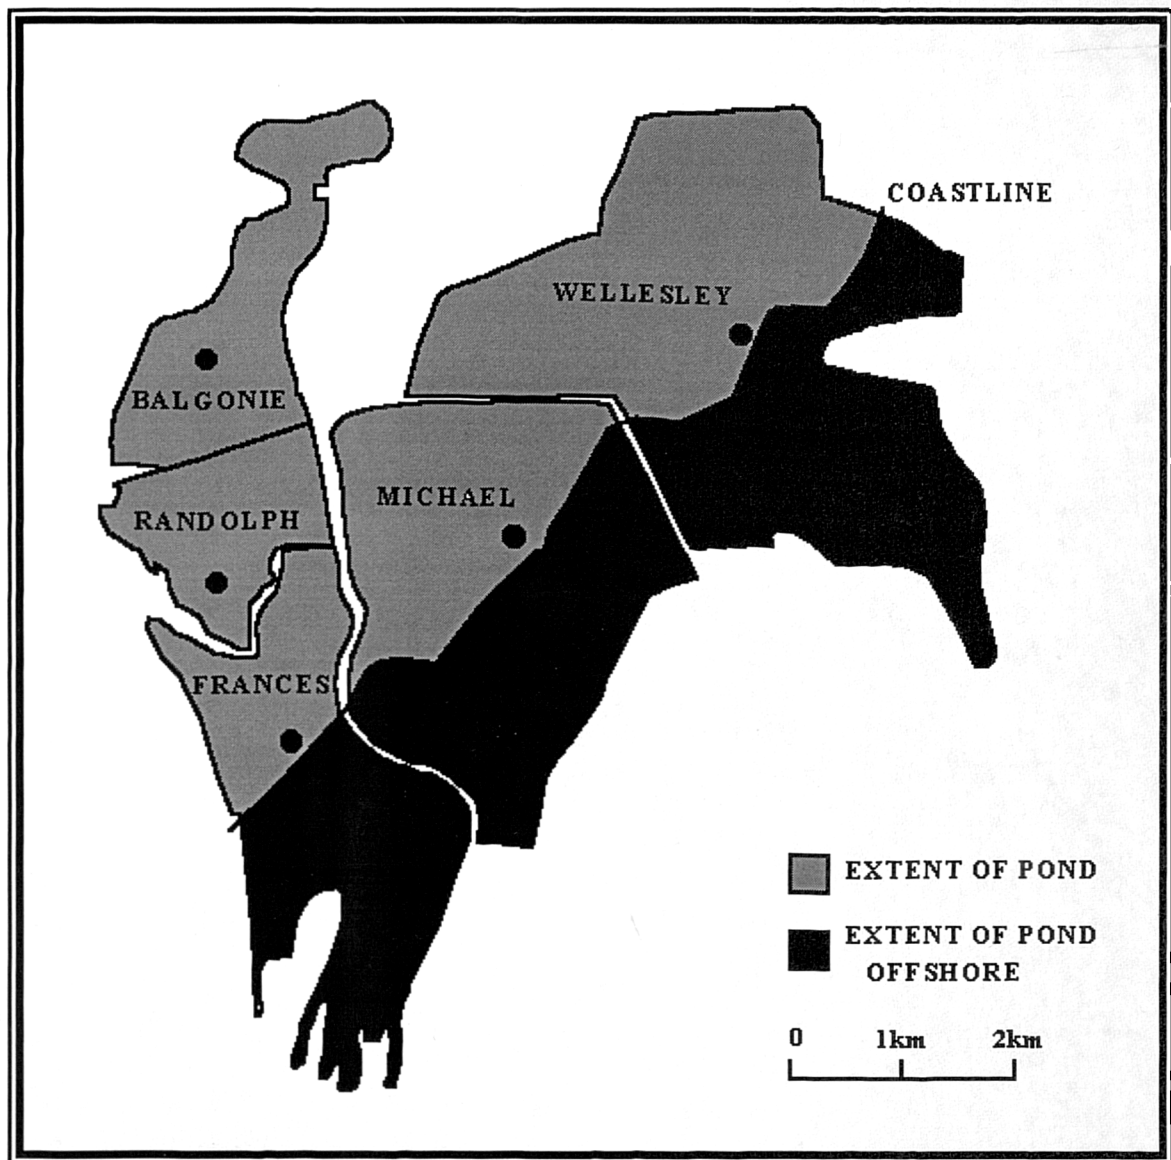 COASTLINE
WELLESLEY
BALGONIE
MICHAEL
RANDOLPH
FRANCES
EXTENT OF POND
EXTENT OF POND
OFFSHORE
0 1km 2km